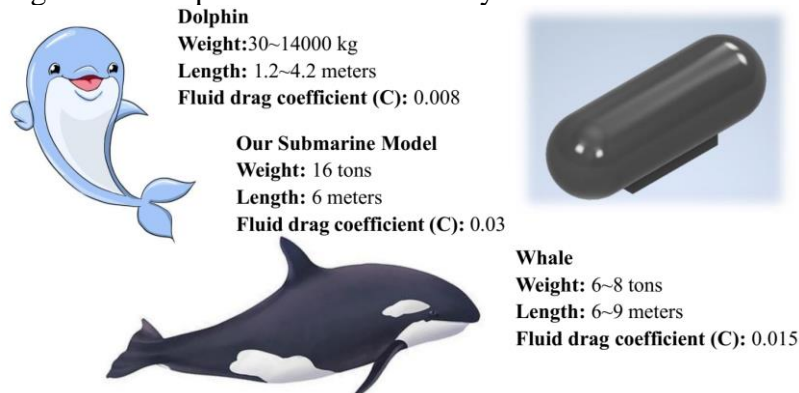 Dolphin
Weight:30~14000 kg
Length: 1.2~4.2 meters
Fluid drag coefficient (C): 0.008
Our Submarine Model
Weight: 16 tons
Length: 6 meters
Fluid drag coefficient (C): 0.03
Whale
Weight: 6~8 tons
Length: 6~9 meters
Fluid drag coefficient (C): 0.015